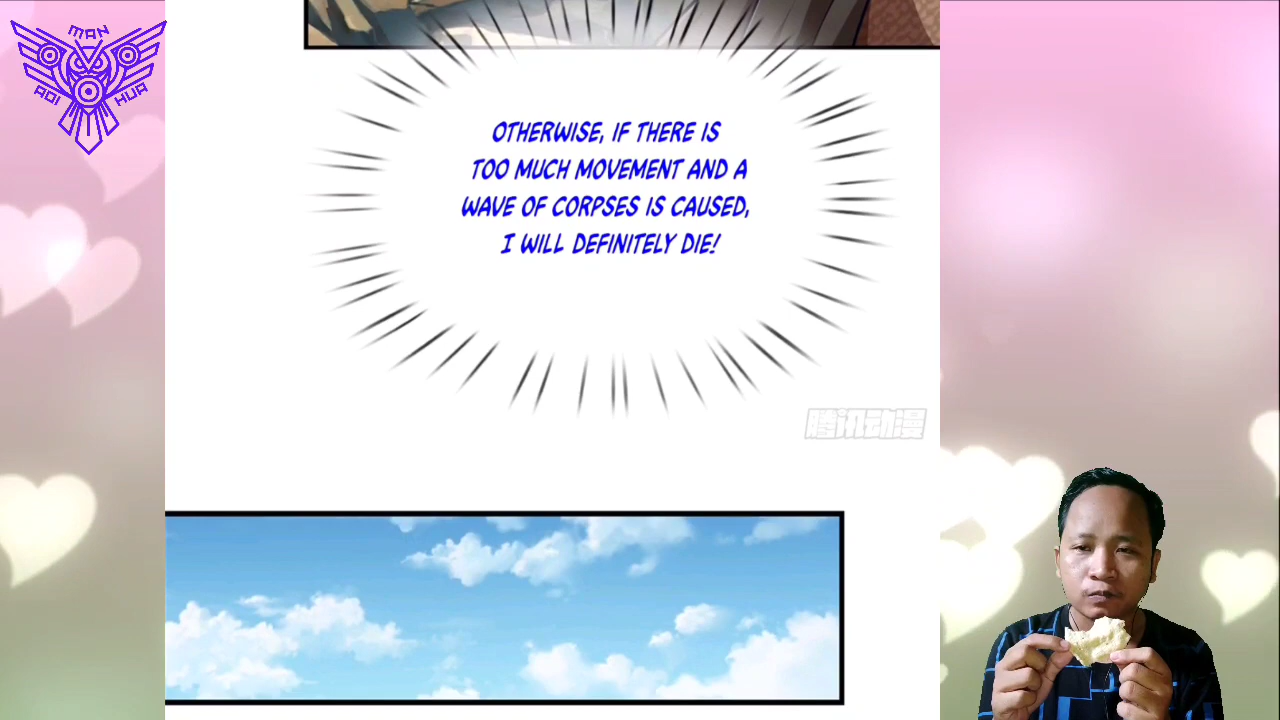 MAN
AOI HUA
OTHERWISE, IF THERE IS
TOO MUCH MOVEMENT AND A
WAVE OF CORPSES IS CAUSED,
I WILL DEFINITELY DIE!
腾讯动漫